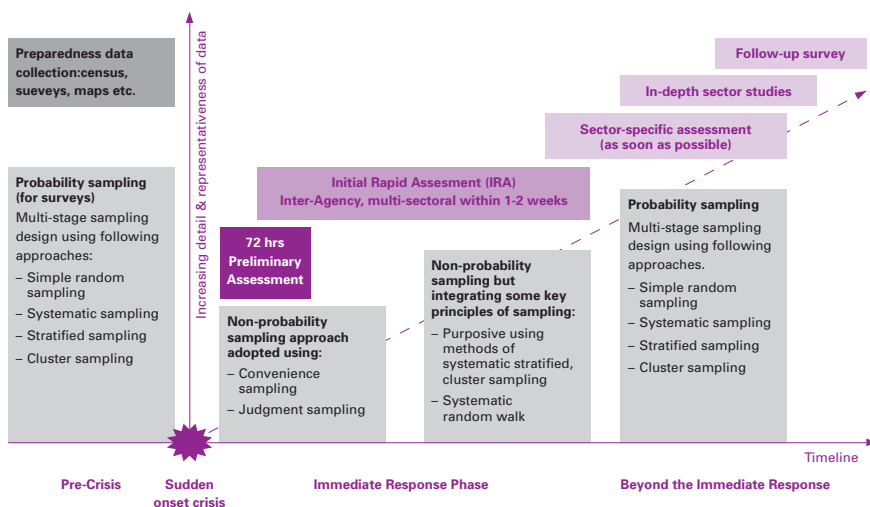 Preparedness data
collection:census,
sueveys, maps etc.
Probability sampling
(for surveys)
Multi-stage sampling
design using following
approaches:
– Simple random
sampling
– Systematic sampling
– Stratified sampling
– Cluster sampling
Increasing detail & representativeness of data
Follow-up survey
In-depth sector studies
Sector-specific assessment
(as soon as possible)
Initial Rapid Assesment (IRA)
Inter-Agency, multi-sectoral within 1-2 weeks
72 hrs
Preliminary
Assessment
Non-probability
sampling approach
adopted using:
– Convenience
sampling
– Judgment sampling
Non-probability
sampling but
integrating some key
principles of sampling:
– Purposive using
methods of
systematic stratified,
cluster sampling
– Systematic
random walk
Probability sampling
Multi-stage sampling
design using following
approaches.
– Simple random
sampling
– Systematic sampling
– Stratified sampling
– Cluster sampling
Timeline
Pre-Crisis
Sudden
onset crisis
Immediate Response Phase
Beyond the Immediate Response